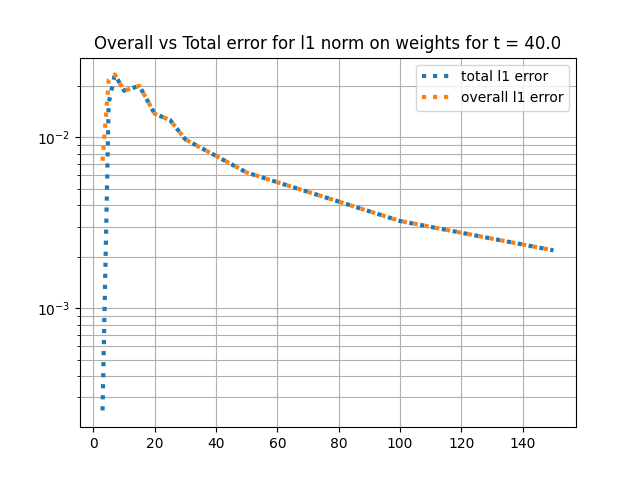 Overall vs Total error for l1 norm on weights for t = 40.0
total l1 error
overall l1 error
10⁻²
10⁻³
0 20 40 60 80 100 120 140